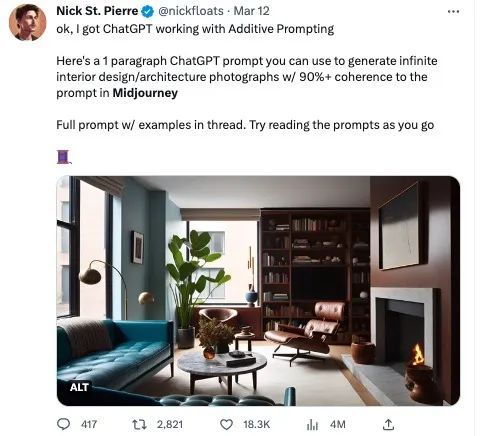 Nick St. Pierre @nickfloats · Mar 12
ok, I got ChatGPT working with Additive Prompting
Here's a 1 paragraph ChatGPT prompt you can use to generate infinite
interior design/architecture photographs w/ 90%+ coherence to the
prompt in Midjourney
Full prompt w/ examples in thread. Try reading the prompts as you go
ALT
417 2,821 18.3K 4M